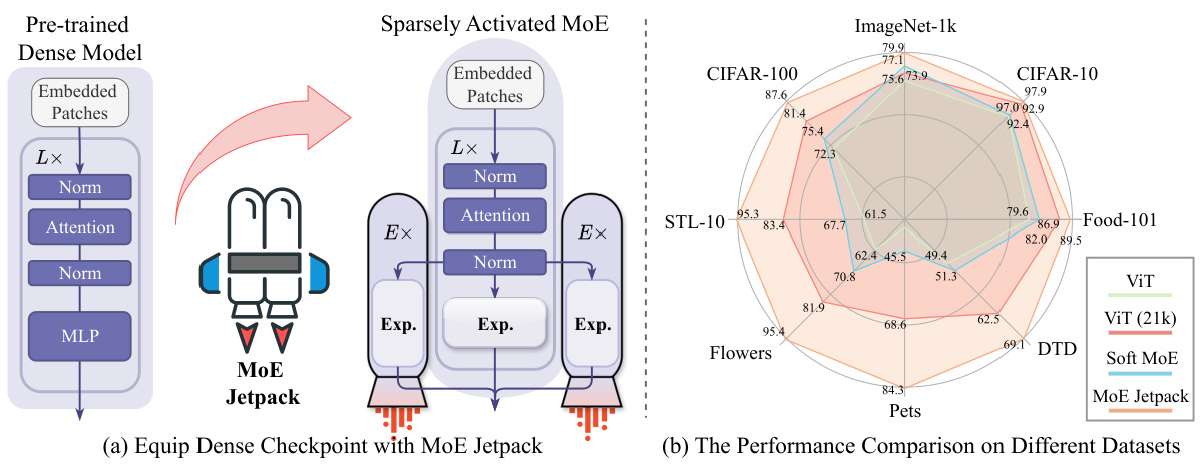 Pre-trained
Dense Model
Embedded
Patches
L×
Norm
Attention
Norm
MLP
MoE
Jetpack
Sparsely Activated MoE
Embedded
Patches
L×
Norm
Attention
Norm
E×
E×
Exp.
Exp.
Exp.
(a) Equip Dense Checkpoint with MoE Jetpack
ImageNet-1k
79.9
77.1
75.6
73.9
CIFAR-10
97.9
97.0
92.9
92.4
Food-101
79.6
86.9
82.0
89.5
DTD
49.4
51.3
62.5
69.1
Pets
45.5
68.6
84.3
Flowers
62.4
70.8
81.9
95.4
STL-10
95.3
83.4
67.7
61.5
CIFAR-100
87.6
81.4
75.4
72.3
ViT
ViT (21k)
Soft MoE
MoE Jetpack
(b) The Performance Comparison on Different Datasets